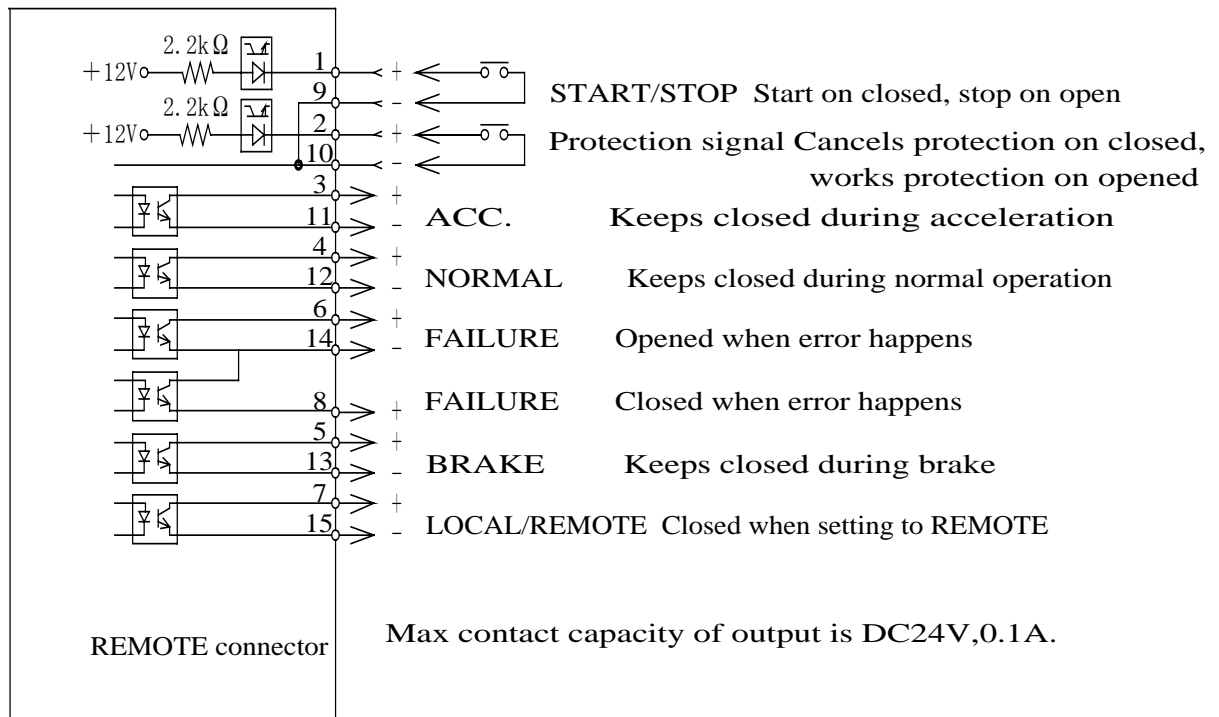 2.2kΩ
+12V 1 +
9 - START/STOP Start on closed, stop on open
2.2kΩ
+12V 2 + Protection signal Cancels protection on closed,
10 - works protection on opened
3 +
11 - ACC. Keeps closed during acceleration
4 +
12 - NORMAL Keeps closed during normal operation
6 +
14 - FAILURE Opened when error happens
8 + FAILURE Closed when error happens
5 +
13 - BRAKE Keeps closed during brake
7 +
15 - LOCAL/REMOTE Closed when setting to REMOTE
REMOTE connector Max contact capacity of output is DC24V,0.1A.